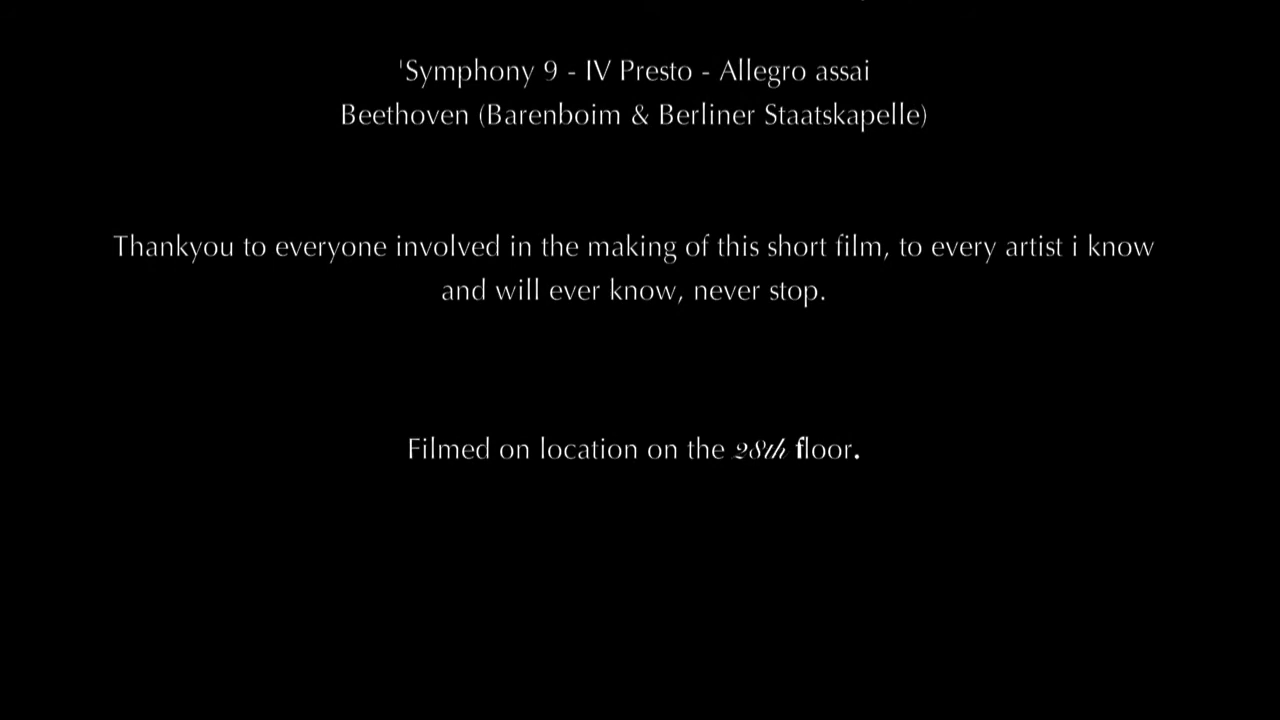 'Symphony 9 - IV Presto - Allegro assai
Beethoven (Barenboim & Berliner Staatskapelle)
Thankyou to everyone involved in the making of this short film, to every artist i know
and will ever know, never stop.
Filmed on location on the 28th floor.